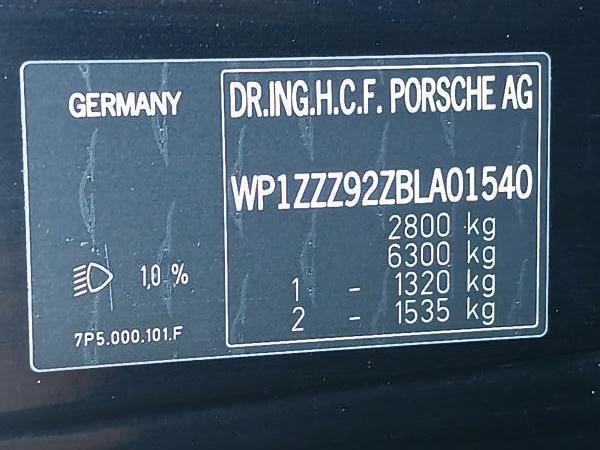 GERMANY
1,0 %
7P5.000.101.F
DR.ING.H.C.F. PORSCHE AG
WP1ZZZ92ZBLA01540
2800 kg
6300 kg
1 - 1320 kg
2 - 1535 kg